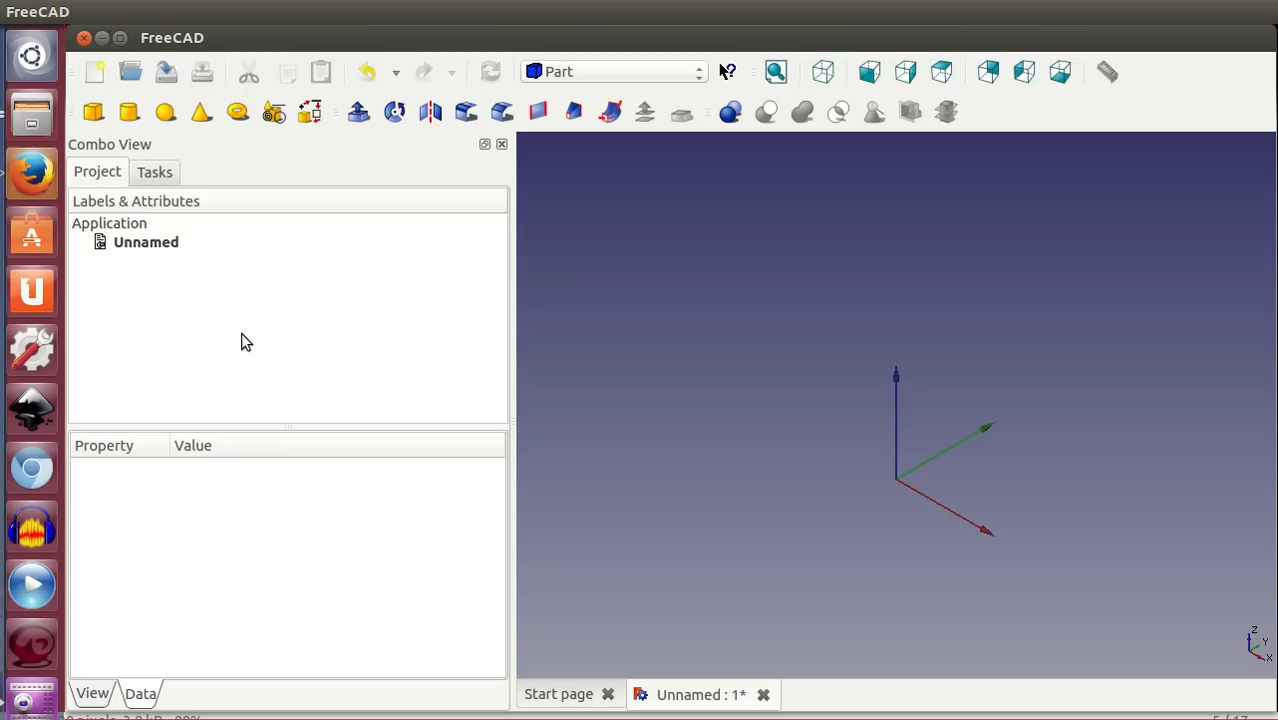 FreeCAD
FreeCAD
Part
Combo View
Project
Tasks
Labels & Attributes
Application
Unnamed
Property
Value
View
Data
Start page
Unnamed : 1*
Z
Y
X